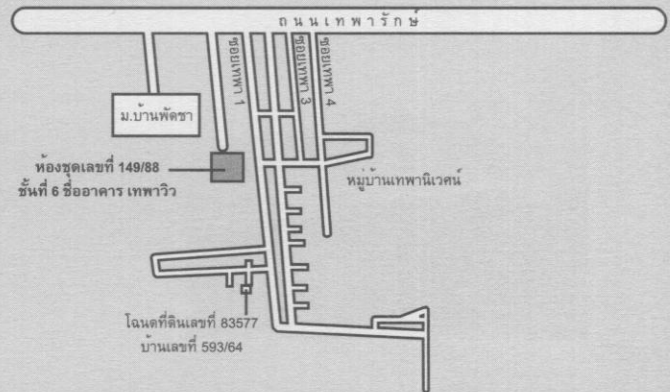 ถนนเทพารักษ์
ซอยเทพา 1
ซอยเทพา 3
ซอยเทพา 4
ม.บ้านพัดชา
ห้องชุดเลขที่ 149/88
ชั้นที่ 6 ชื่ออาคาร เทพาวิว
หมู่บ้านเทพานิเวศน์
โฉนดที่ดินเลขที่ 83577
บ้านเลขที่ 593/64